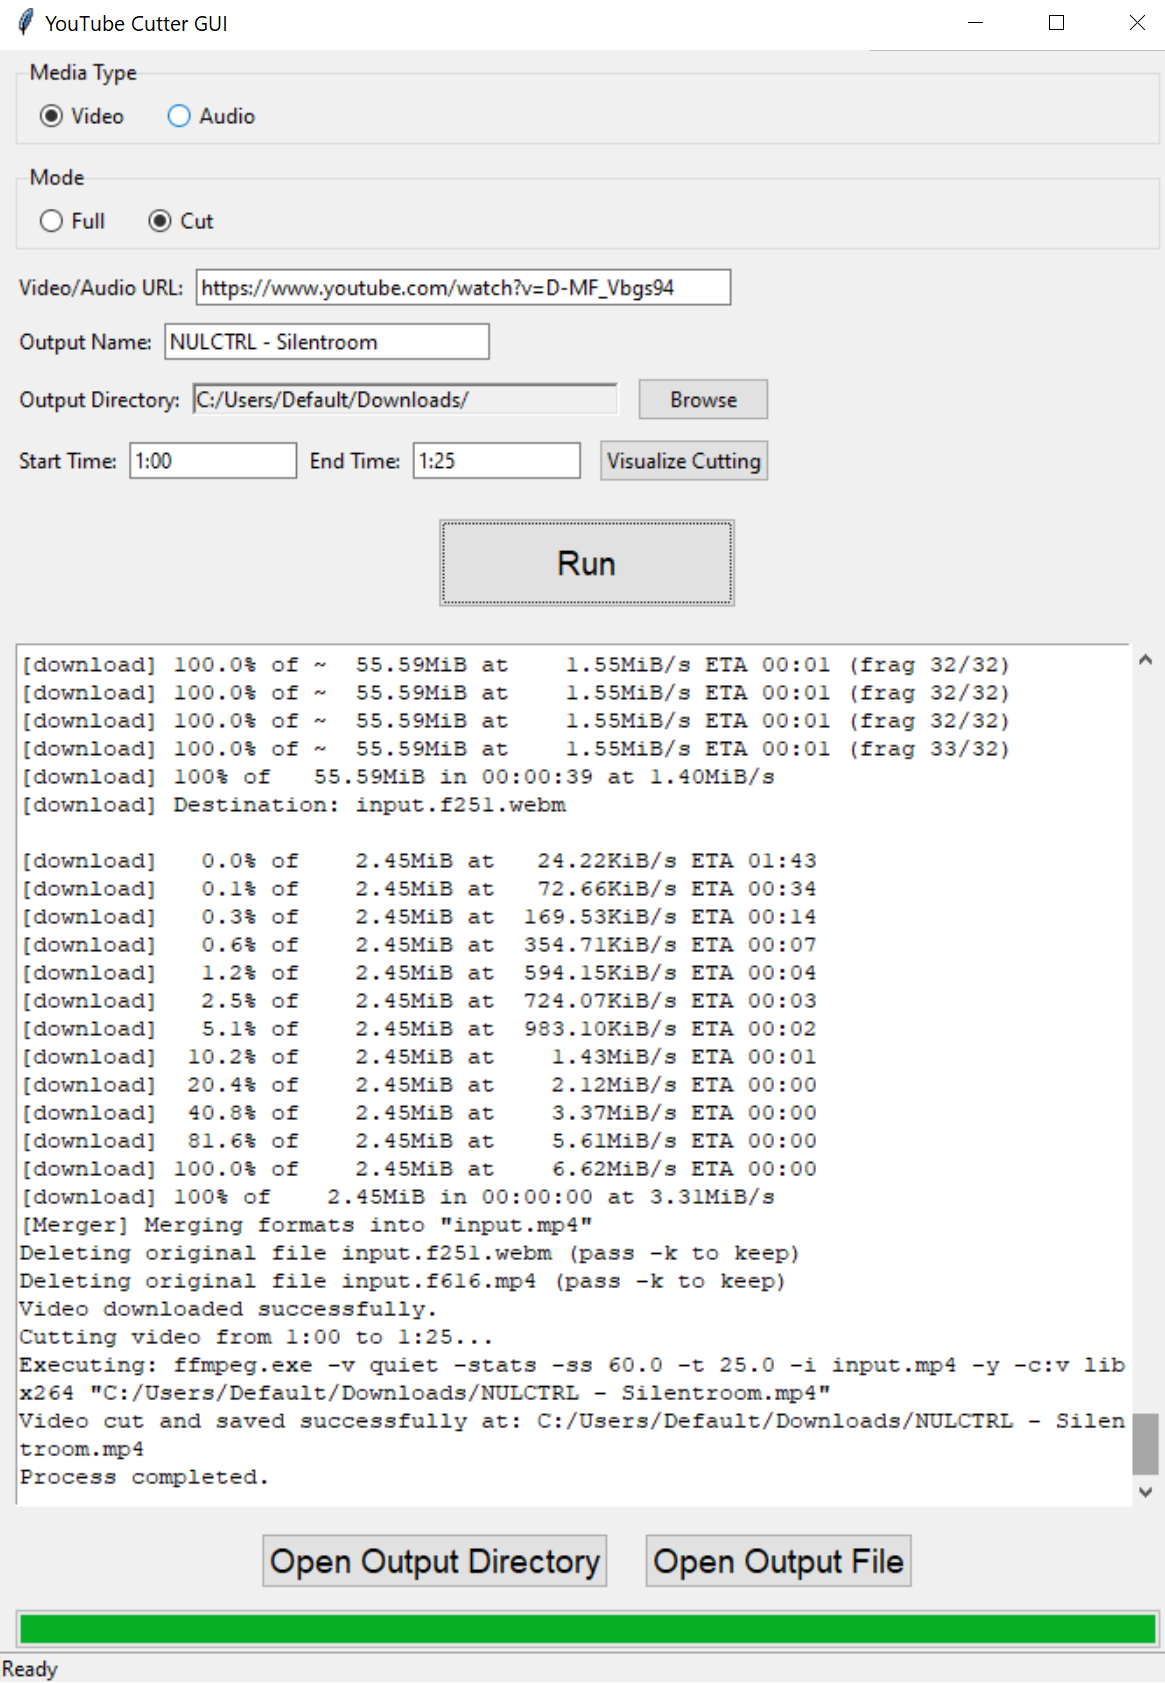 YouTube Cutter GUI
Media Type
Video Audio
Mode
Full Cut
Video/Audio URL: https://www.youtube.com/watch?v=D-MF_Vbgs94
Output Name: NULCTRL - Silentroom
Output Directory: C:/Users/Default/Downloads/ Browse
Start Time: 1:00 End Time: 1:25 Visualize Cutting
Run
[download] 100.0% of ~  55.59MiB at    1.55MiB/s ETA 00:01 (frag 32/32)
[download] 100.0% of ~  55.59MiB at    1.55MiB/s ETA 00:01 (frag 32/32)
[download] 100.0% of ~  55.59MiB at    1.55MiB/s ETA 00:01 (frag 32/32)
[download] 100.0% of ~  55.59MiB at    1.55MiB/s ETA 00:01 (frag 33/32)
[download] 100% of   55.59MiB in 00:00:39 at 1.40MiB/s
[download] Destination: input.f251.webm
[download]   0.0% of    2.45MiB at   24.22KiB/s ETA 01:43
[download]   0.1% of    2.45MiB at   72.66KiB/s ETA 00:34
[download]   0.3% of    2.45MiB at  169.53KiB/s ETA 00:14
[download]   0.6% of    2.45MiB at  354.71KiB/s ETA 00:07
[download]   1.2% of    2.45MiB at  594.15KiB/s ETA 00:04
[download]   2.5% of    2.45MiB at  724.07KiB/s ETA 00:03
[download]   5.1% of    2.45MiB at  983.10KiB/s ETA 00:02
[download]  10.2% of    2.45MiB at    1.43MiB/s ETA 00:01
[download]  20.4% of    2.45MiB at    2.12MiB/s ETA 00:00
[download]  40.8% of    2.45MiB at    3.37MiB/s ETA 00:00
[download]  81.6% of    2.45MiB at    5.61MiB/s ETA 00:00
[download] 100.0% of    2.45MiB at    6.62MiB/s ETA 00:00
[download] 100% of    2.45MiB in 00:00:00 at 3.31MiB/s
[Merger] Merging formats into "input.mp4"
Deleting original file input.f251.webm (pass -k to keep)
Deleting original file input.f616.mp4 (pass -k to keep)
Video downloaded successfully.
Cutting video from 1:00 to 1:25...
Executing: ffmpeg.exe -v quiet -stats -ss 60.0 -t 25.0 -i input.mp4 -y -c:v lib
x264 "C:/Users/Default/Downloads/NULCTRL - Silentroom.mp4"
Video cut and saved successfully at: C:/Users/Default/Downloads/NULCTRL - Silen
troom.mp4
Process completed.
Open Output Directory Open Output File
Ready